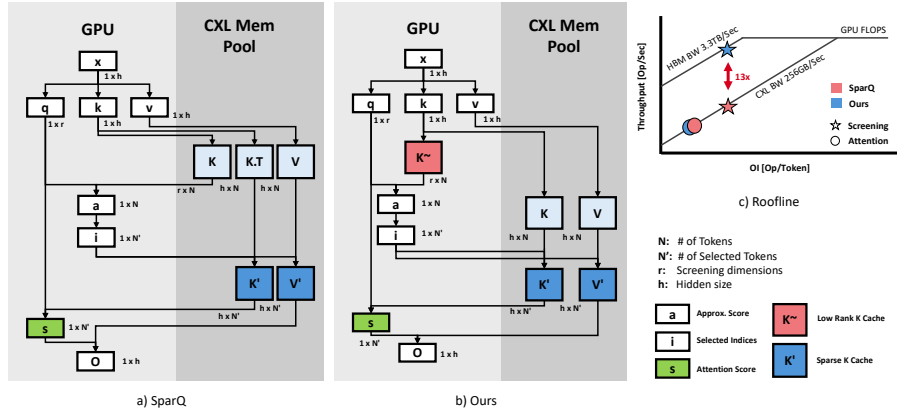 GPU
CXL Mem
Pool
x
1 x h
q
k
v
1 x r
1 x h
1 x h
K
K.T
V
r x N
h x N
h x N
a
1 x N
i
1 x N'
K'
V'
h x N'
h x N'
s
1 x N'
O
1 x h
a) SparQ
GPU
CXL Mem
Pool
x
1 x h
q
k
v
1 x r
1 x h
1 x h
K~
r x N
a
1 x N
i
1 x N'
K
V
h x N
h x N
K'
V'
h x N'
h x N'
s
1 x N'
O
1 x h
b) Ours
Throughput [Op/Sec]
HBM BW 3.3TB/Sec
GPU FLOPS
13x
CXL BW 256GB/Sec
SparQ
Ours
Screening
Attention
OI [Op/Token]
c) Roofline
N: # of Tokens
N': # of Selected Tokens
r: Screening dimensions
h: Hidden size
a Approx. Score
K~ Low Rank K Cache
i Selected Indices
s Attention Score
K' Sparse K Cache